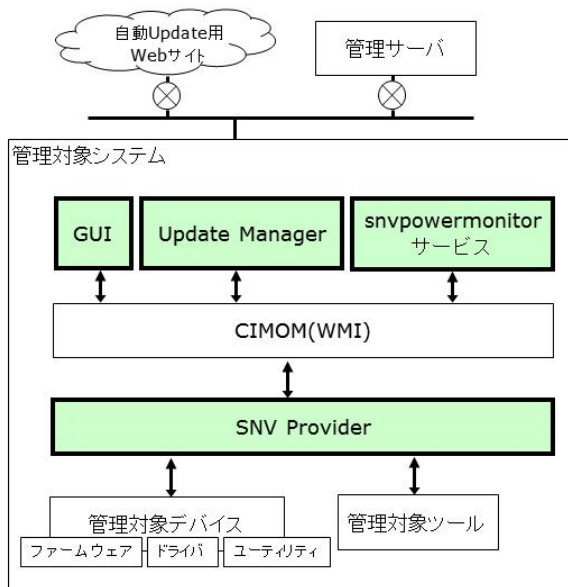 自動Update用
Webサイト
管理サーバ
管理対象システム
GUI
Update Manager
snvpowermonitor
サービス
CIMOM(WMI)
SNV Provider
管理対象デバイス
ファームウェア
ドライバ
ユーティリティ
管理対象ツール